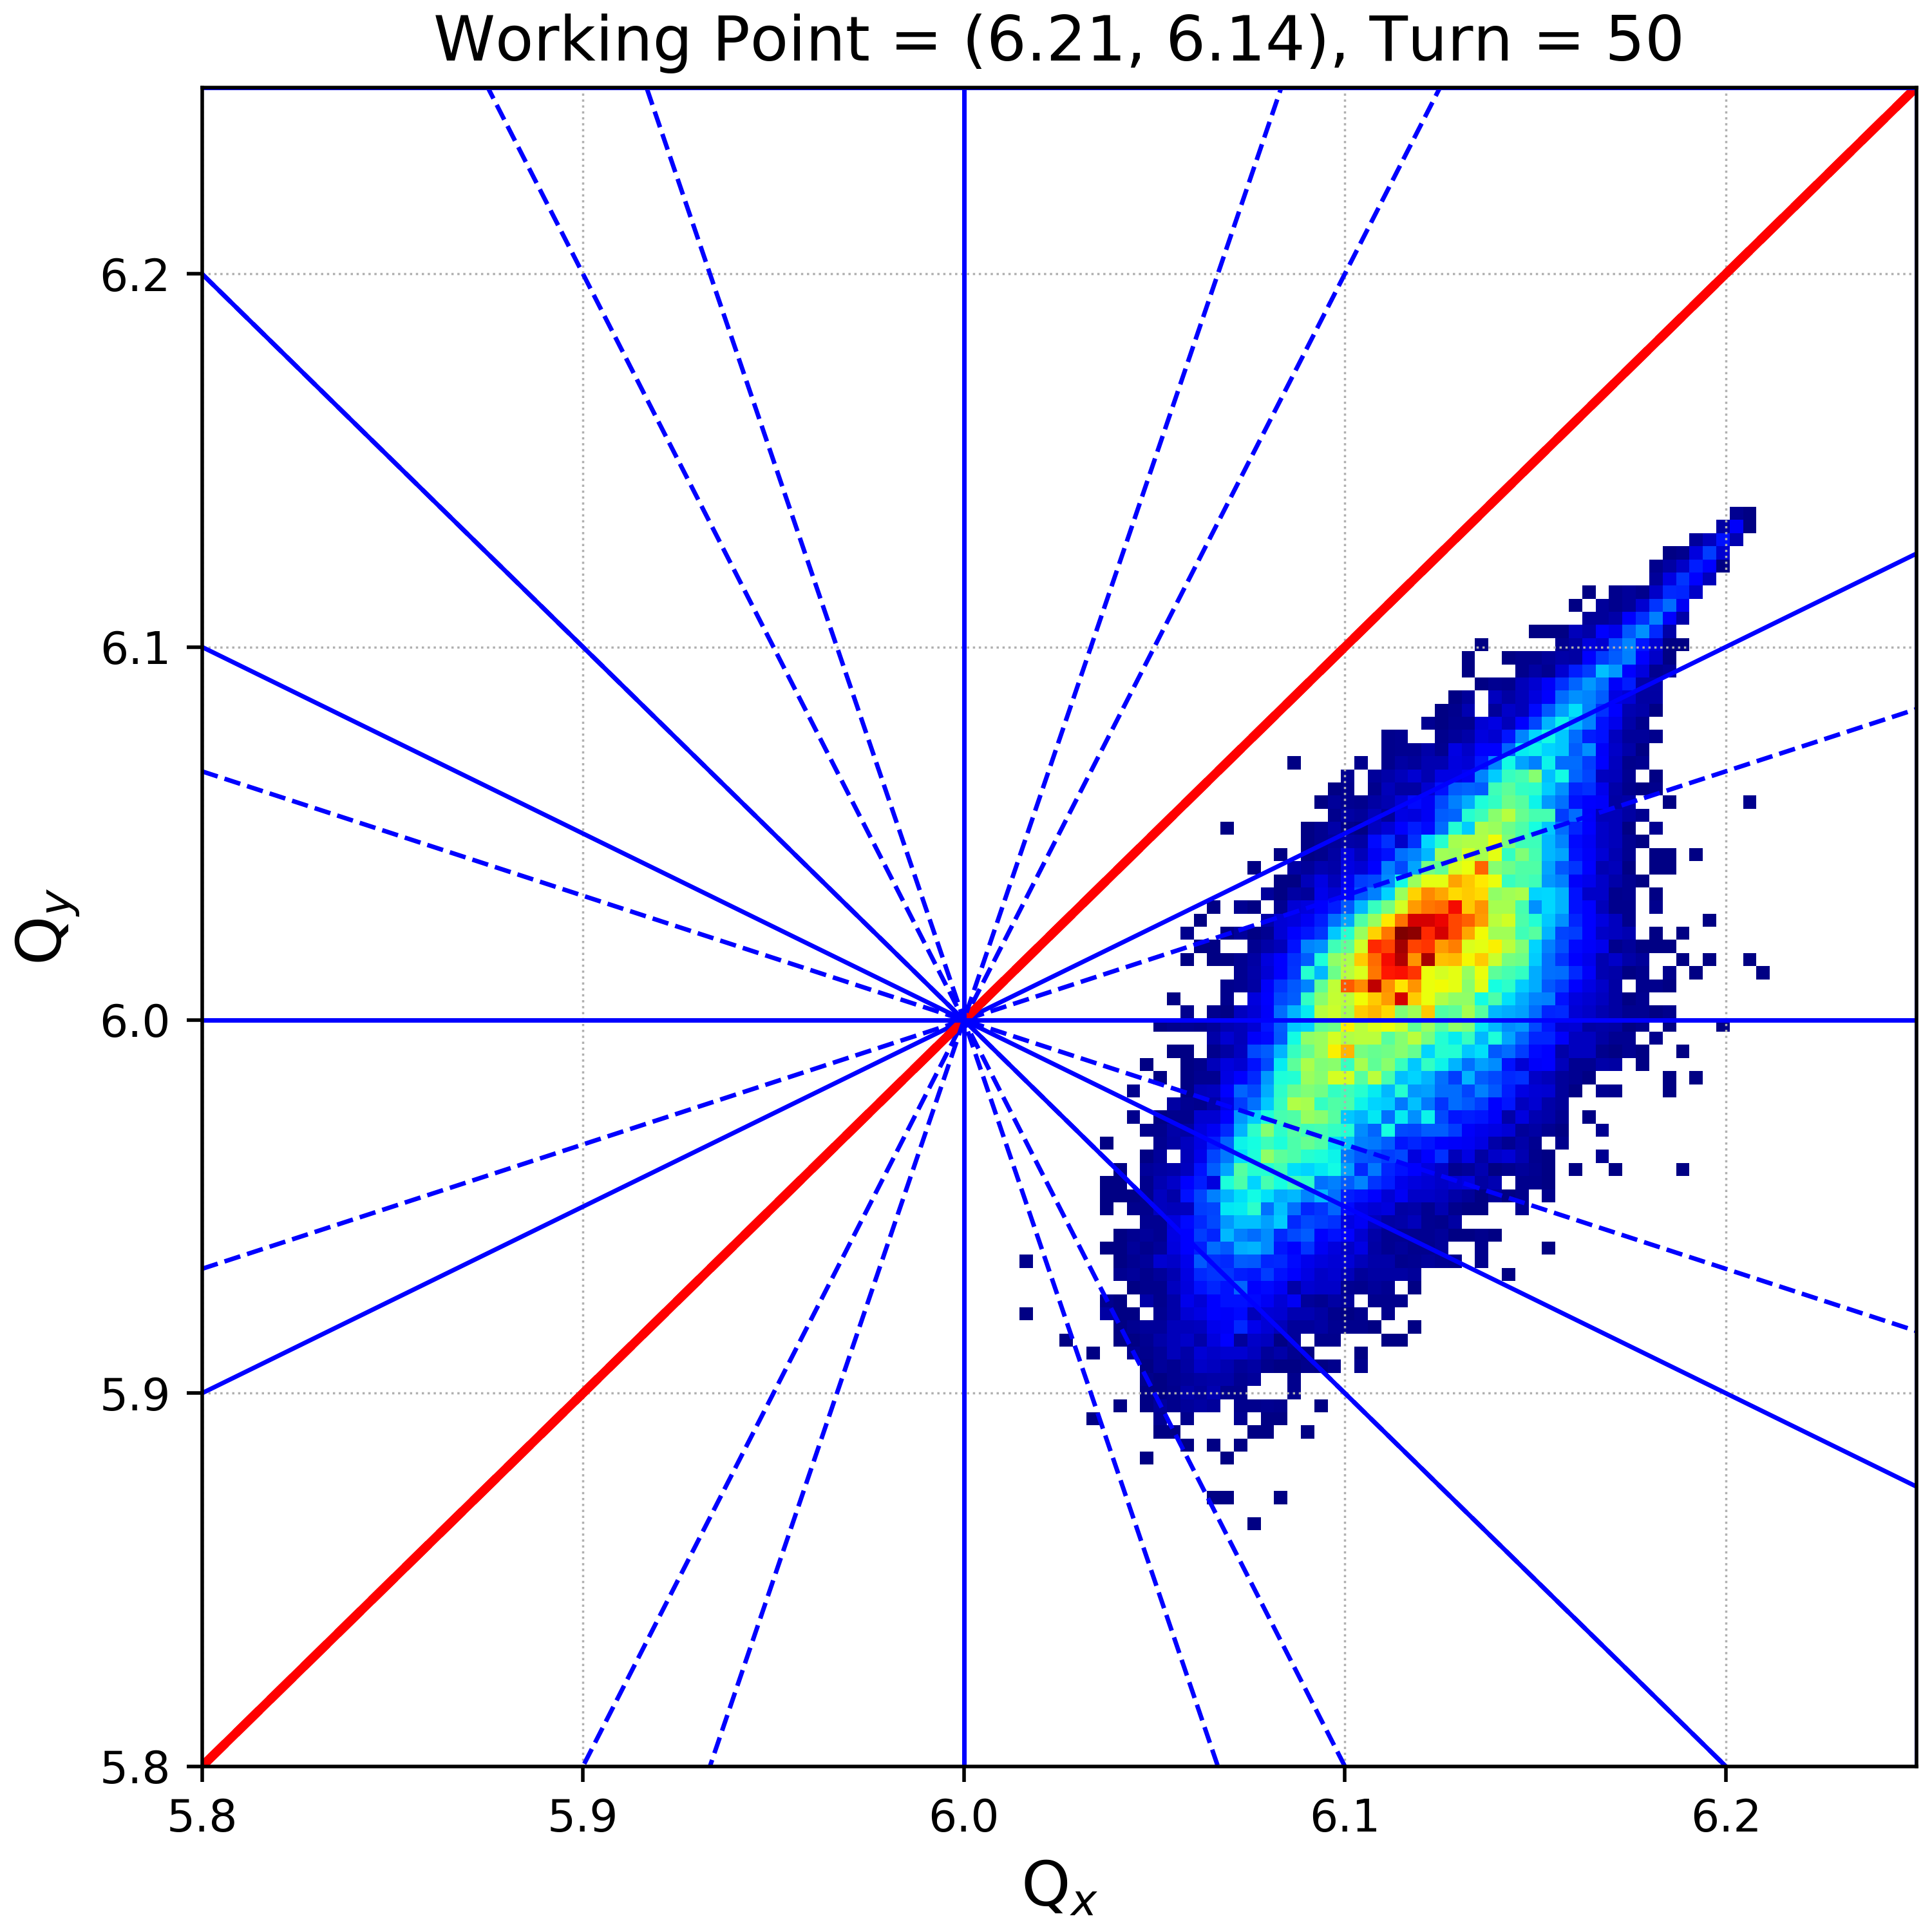 Working Point = (6.21, 6.14), Turn = 50
6.2
6.1
6.0
5.9
5.8
Qy
5.8 5.9 6.0 6.1 6.2
Qx